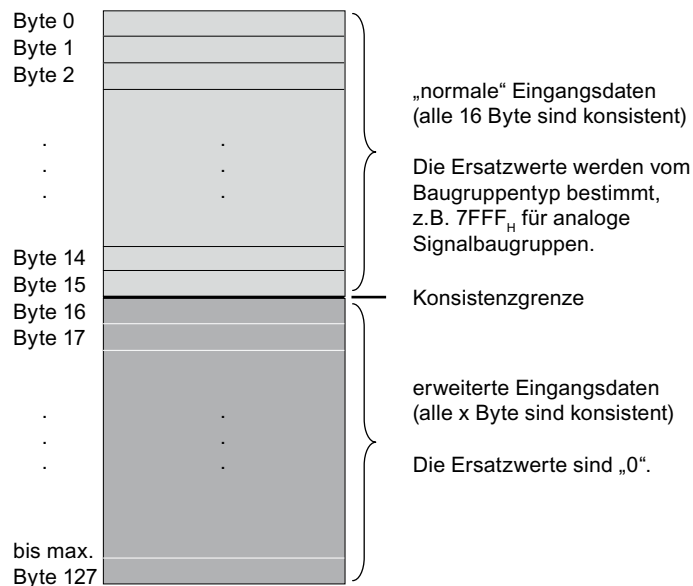 Byte 0
Byte 1
Byte 2
„normale“ Eingangsdaten
(alle 16 Byte sind konsistent)
Die Ersatzwerte werden vom
Baugruppentyp bestimmt,
z.B. 7FFFH für analoge
Signalbaugruppen.
Byte 14
Byte 15
Konsistenzgrenze
Byte 16
Byte 17
erweiterte Eingangsdaten
(alle x Byte sind konsistent)
Die Ersatzwerte sind „0“.
bis max.
Byte 127